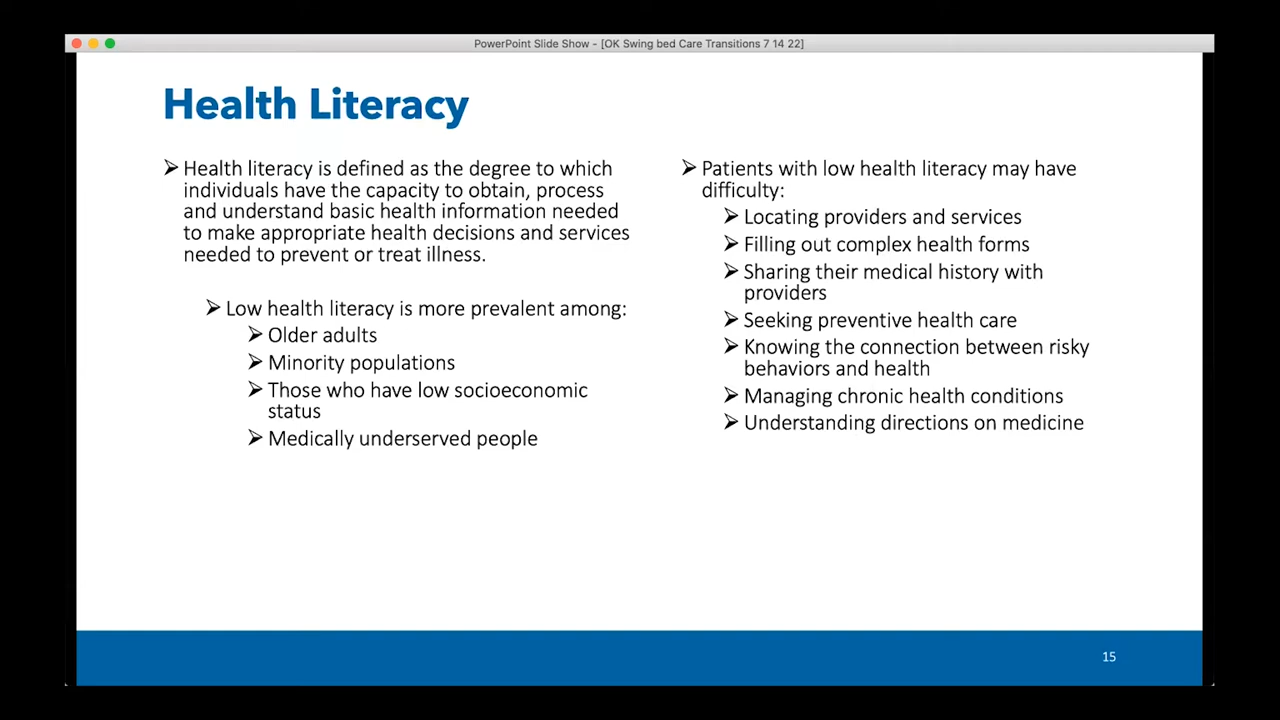 PowerPoint Slide Show - [OK Swing bed Care Transitions 7 14 22]
Health Literacy
➢ Health literacy is defined as the degree to which
individuals have the capacity to obtain, process
and understand basic health information needed
to make appropriate health decisions and services
needed to prevent or treat illness.
➢ Low health literacy is more prevalent among:
➢ Older adults
➢ Minority populations
➢ Those who have low socioeconomic
status
➢ Medically underserved people
➢ Patients with low health literacy may have
difficulty:
➢ Locating providers and services
➢ Filling out complex health forms
➢ Sharing their medical history with
providers
➢ Seeking preventive health care
➢ Knowing the connection between risky
behaviors and health
➢ Managing chronic health conditions
➢ Understanding directions on medicine
15